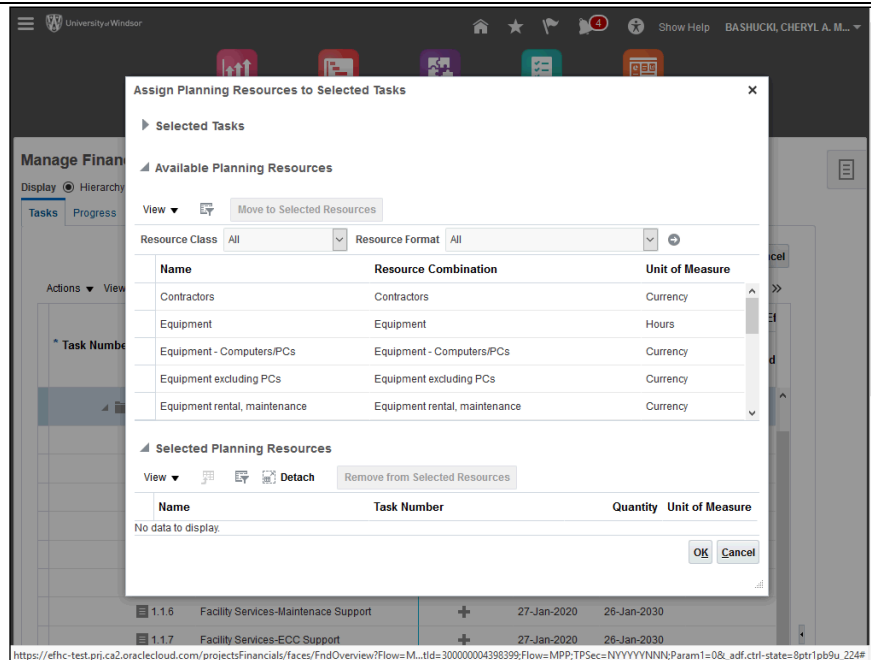 University of Windsor
4
Show Help BASHUCKI, CHERYL A. M...
Assign Planning Resources to Selected Tasks
Selected Tasks
Manage Finan
Available Planning Resources
Display Hierarchy
View Move to Selected Resources
Tasks Progress
Resource Class All Resource Format All
cel
Name Resource Combination Unit of Measure
Actions View
Contractors Contractors Currency
Equipment Equipment Hours
* Task Numbe
Equipment - Computers/PCs Equipment - Computers/PCs Currency
Equipment excluding PCs Equipment excluding PCs Currency
Equipment rental, maintenance Equipment rental, maintenance Currency
Selected Planning Resources
View Detach Remove from Selected Resources
Name Task Number Quantity Unit of Measure
No data to display.
OK Cancel
1.1.6 Facility Services-Maintenace Support 27-Jan-2020 26-Jan-2030
1.1.7 Facility Services-ECC Support 27-Jan-2020 26-Jan-2030
https://efhc-test.prj.ca2.oraclecloud.com/projectsFinancials/faces/FndOverview?Flow=M...tId=300000004398399;Flow=MPP;TPSec=NYYYYYNNN;Param1=0&_adf.ctrl-state=8ptr1pb9u_224#